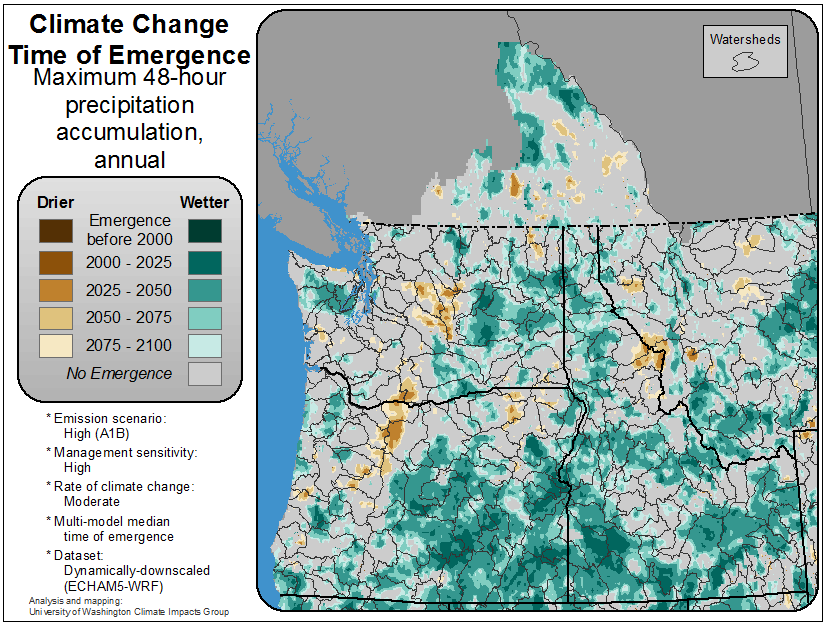 Climate Change
Time of Emergence
Maximum 48-hour
precipitation
accumulation,
annual
Drier
Wetter
Emergence
before 2000
2000 - 2025
2025 - 2050
2050 - 2075
2075 - 2100
No Emergence
* Emission scenario:
High (A1B)
* Management sensitivity:
High
* Rate of climate change:
Moderate
* Multi-model median
time of emergence
* Dataset:
Dynamically-downscaled
(ECHAM5-WRF)
Analysis and mapping:
University of Washington Climate Impacts Group
Watersheds